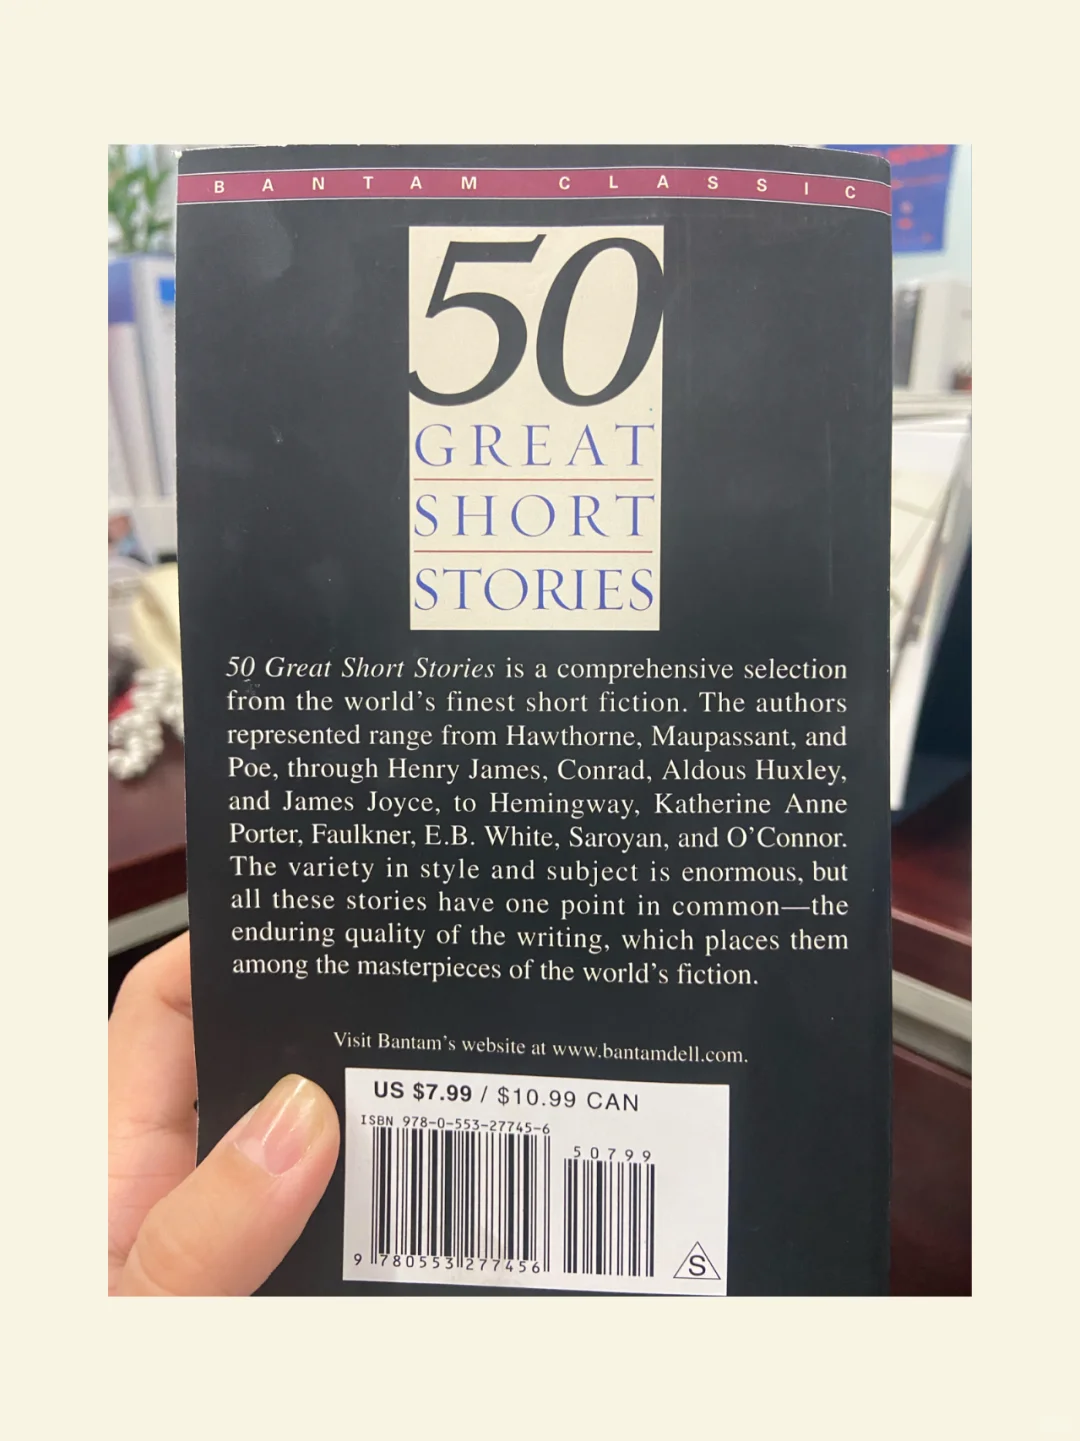 BANTAM CLASSIC
50
GREAT
SHORT
STORIES
50 Great Short Stories is a comprehensive selection
from the world's finest short fiction. The authors
represented range from Hawthorne, Maupassant, and
Poe, through Henry James, Conrad, Aldous Huxley,
and James Joyce, to Hemingway, Katherine Anne
Porter, Faulkner, E.B. White, Saroyan, and O'Connor.
The variety in style and subject is enormous, but
all these stories have one point in common—the
enduring quality of the writing, which places them
among the masterpieces of the world's fiction.
Visit Bantam's website at www.bantamdell.com.
US $7.99 / $10.99 CAN
ISBN 978-0-553-27745-6
50799
9 780553 277456
S